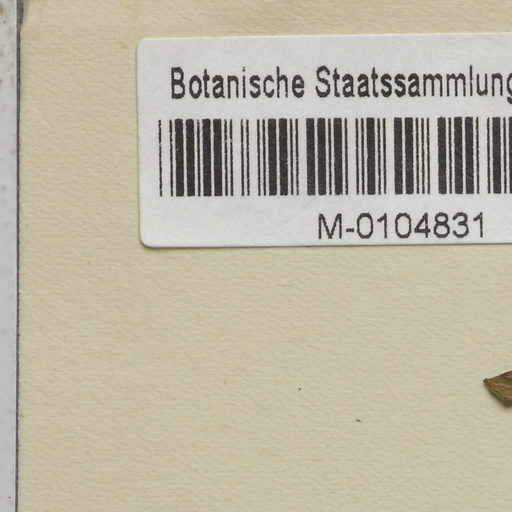 Botanische Staatssammlung
M-0104831